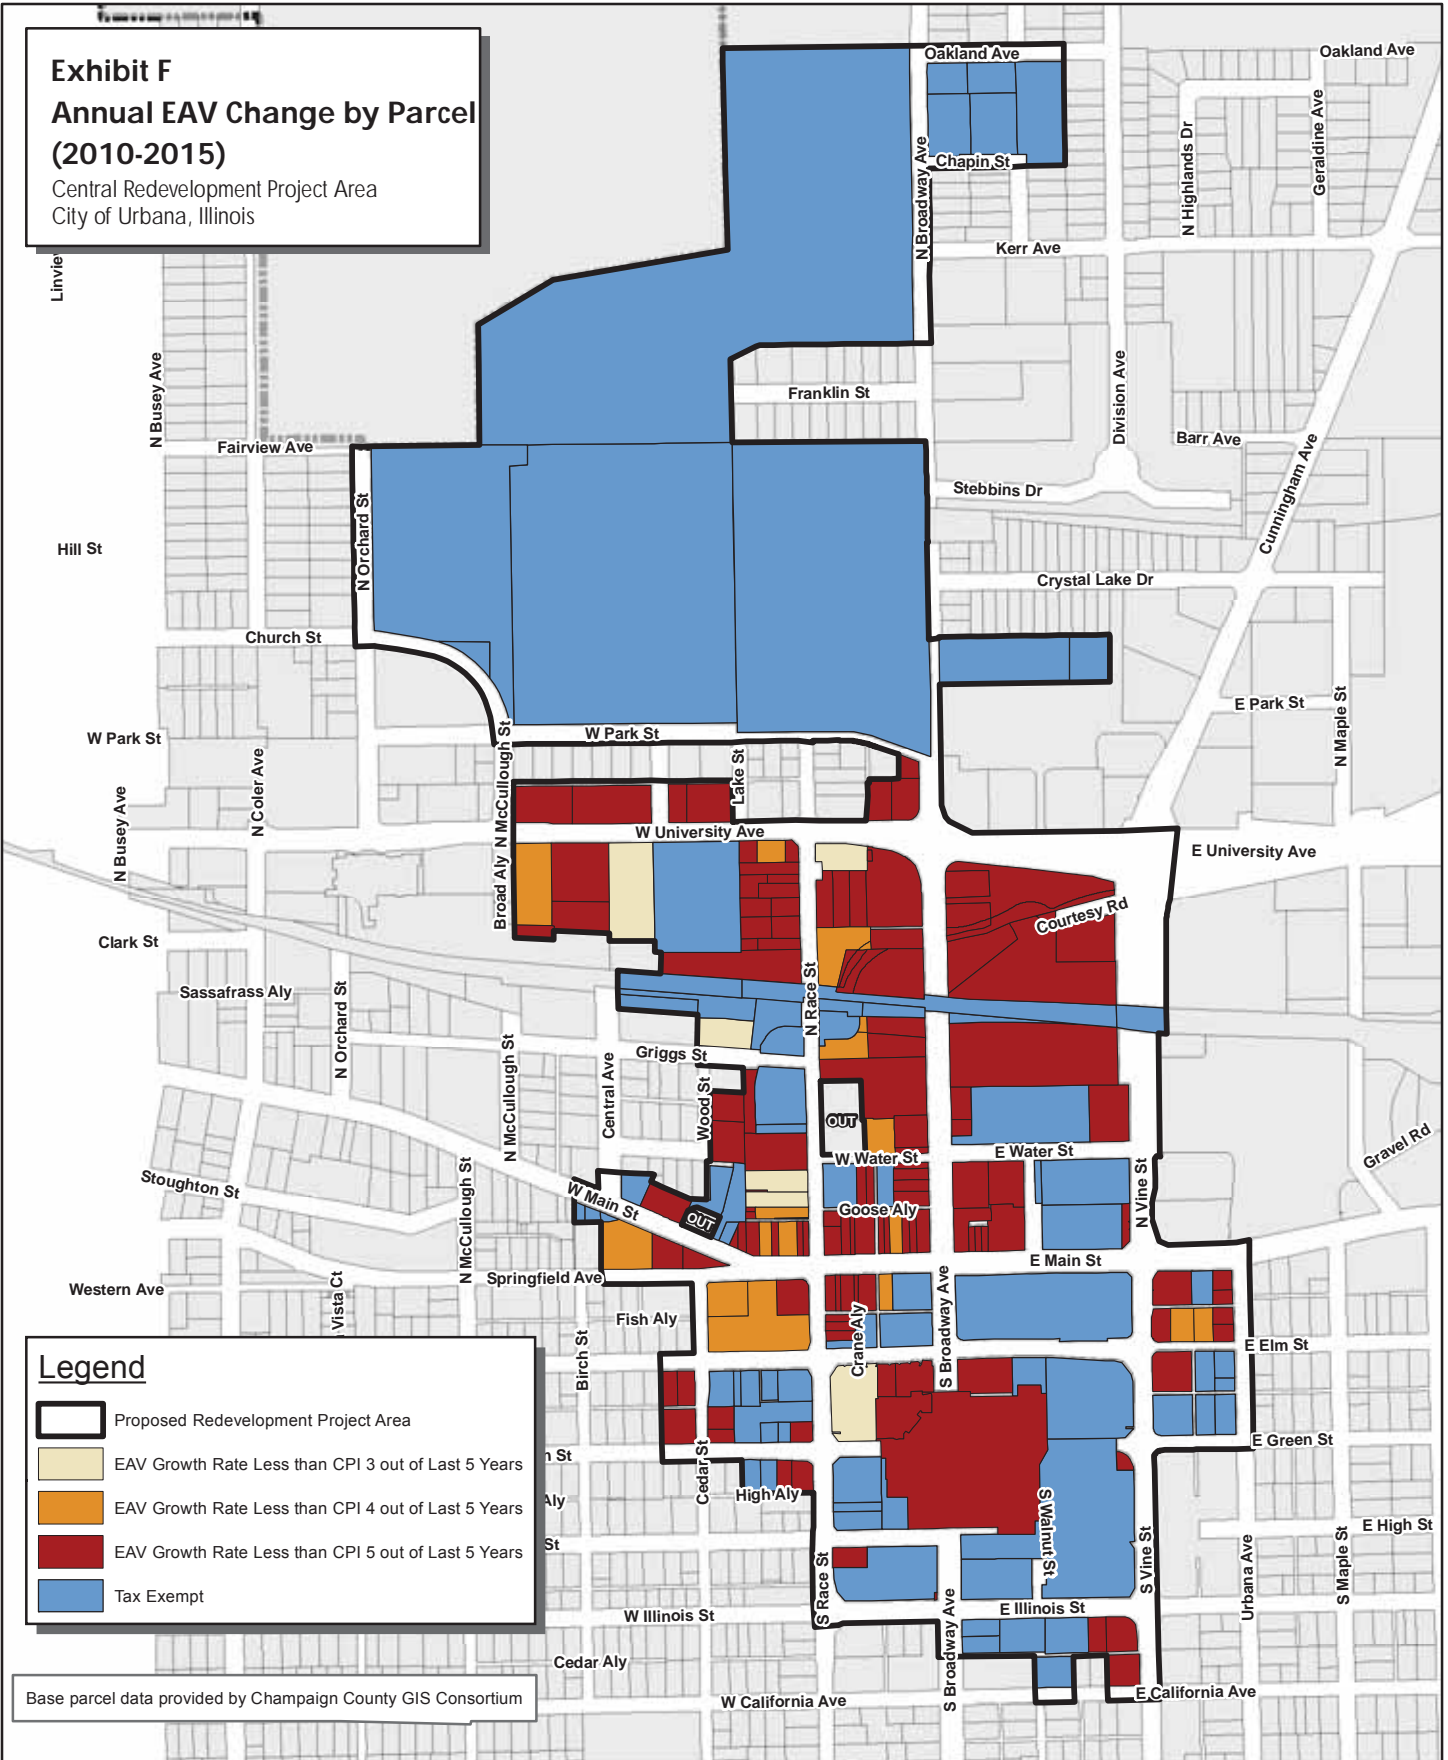 Exhibit F
Annual EAV Change by Parcel
(2010-2015)
Central Redevelopment Project Area
City of Urbana, Illinois
Oakland Ave
Oakland Ave
Chapin St
N Broadway Ave
N Highlands Dr
Geraldine Ave
Kerr Ave
N Busey Ave
Franklin St
Division Ave
Barr Ave
Cunningham Ave
Fairview Ave
Stebbins Dr
N Orchard St
Hill St
Crystal Lake Dr
Church St
E Park St
N Maple St
W Park St
W Park St
N Coler Ave
N McCullough St
Lake St
N Busey Ave
W University Ave
E University Ave
Broad Aly
Courtesy Rd
Clark St
Sassafrass Aly
N Orchard St
N Race St
N McCullough St
Central Ave
Griggs St
Wood St
OUT
W Water St
E Water St
Gravel Rd
Stoughton St
N McCullough St
W Main St
OUT
Goose Aly
N Vine St
E Main St
Western Ave
Vista Ct
Springfield Ave
Fish Aly
Birch St
Crane Aly
S Broadway Ave
E Elm St
Legend
Proposed Redevelopment Project Area
EAV Growth Rate Less than CPI 3 out of Last 5 Years
EAV Growth Rate Less than CPI 4 out of Last 5 Years
EAV Growth Rate Less than CPI 5 out of Last 5 Years
Tax Exempt
St
Aly
St
Cedar St
High Aly
E Green St
S Walnut St
E High St
S Race St
S Vine St
Urbana Ave
S Maple St
W Illinois St
E Illinois St
S Broadway Ave
Cedar Aly
W California Ave
E California Ave
Base parcel data provided by Champaign County GIS Consortium